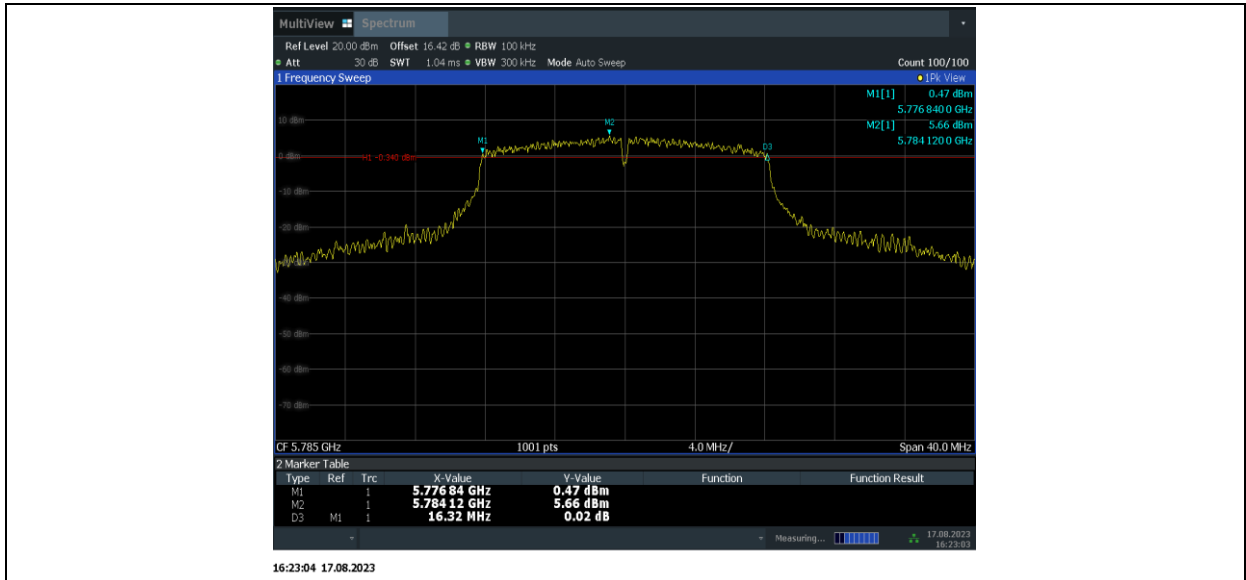 MultiView Spectrum
Ref Level 20.00 dBm Offset 16.42 dB RBW 100 kHz
Att 30 dB SWT 1.04 ms VBW 300 kHz Mode Auto Sweep Count 100/100
1 Frequency Sweep 1Pk View
M1[1] 0.47 dBm
5.776 840 0 GHz
10 dBm M2 M2[1] 5.66 dBm
M1 D3 5.784 120 0 GHz
0 dBm H1 -0.340 dBm
-10 dBm
-20 dBm
-40 dBm
-50 dBm
-60 dBm
-70 dBm
CF 5.785 GHz 1001 pts 4.0 MHz/ Span 40.0 MHz
2 Marker Table
Type Ref Trc X-Value Y-Value Function Function Result
M1 1 5.776 84 GHz 0.47 dBm
M2 1 5.784 12 GHz 5.66 dBm
D3 M1 1 16.32 MHz 0.02 dB
Measuring... 17.08.2023
16:23:03
16:23:04 17.08.2023